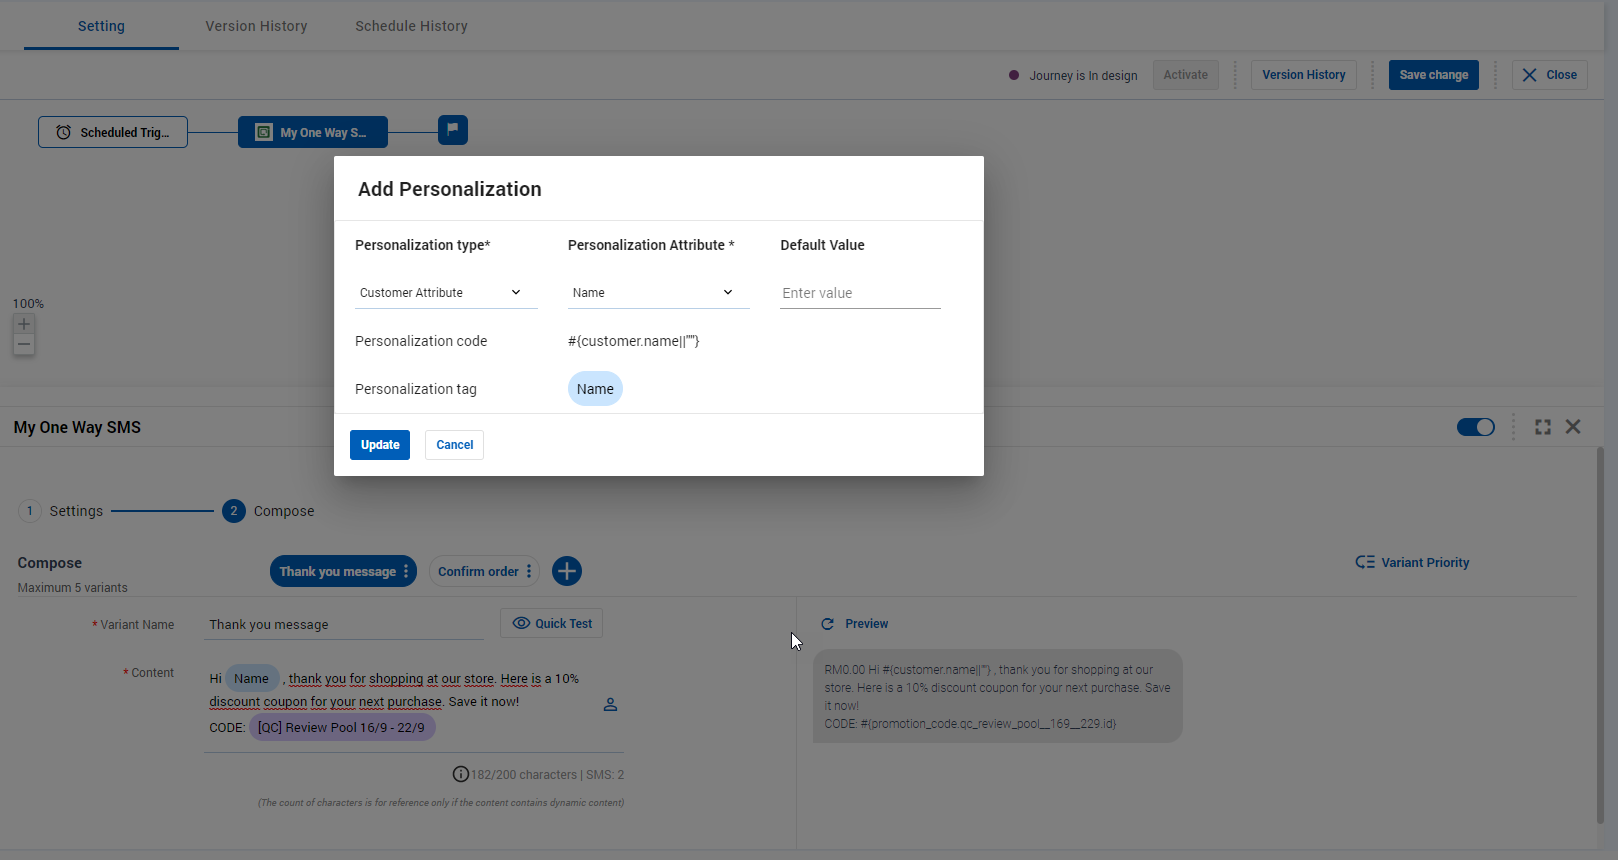 Setting Version History Schedule History
Journey is In design Activate Version History Save change Close
Scheduled Trig... My One Way S...
Add Personalization
Personalization type* Personalization Attribute * Default Value
Customer Attribute Name Enter value
100%
Personalization code #{customer.name||""}
Personalization tag Name
My One Way SMS
Update Cancel
1 Settings 2 Compose
Compose
Maximum 5 variants
Thank you message Confirm order
Variant Priority
* Variant Name Thank you message Quick Test
Preview
* Content
Hi Name , thank you for shopping at our store. Here is a 10%
discount coupon for your next purchase. Save it now!
CODE: [QC] Review Pool 16/9 - 22/9
RM0.00 Hi #{customer.name||""} , thank you for shopping at our
store. Here is a 10% discount coupon for your next purchase. Save
it now!
CODE: #{promotion_code.qc_review_pool__169__229.id}
182/200 characters | SMS: 2
(The count of characters is for reference only if the content contains dynamic content)